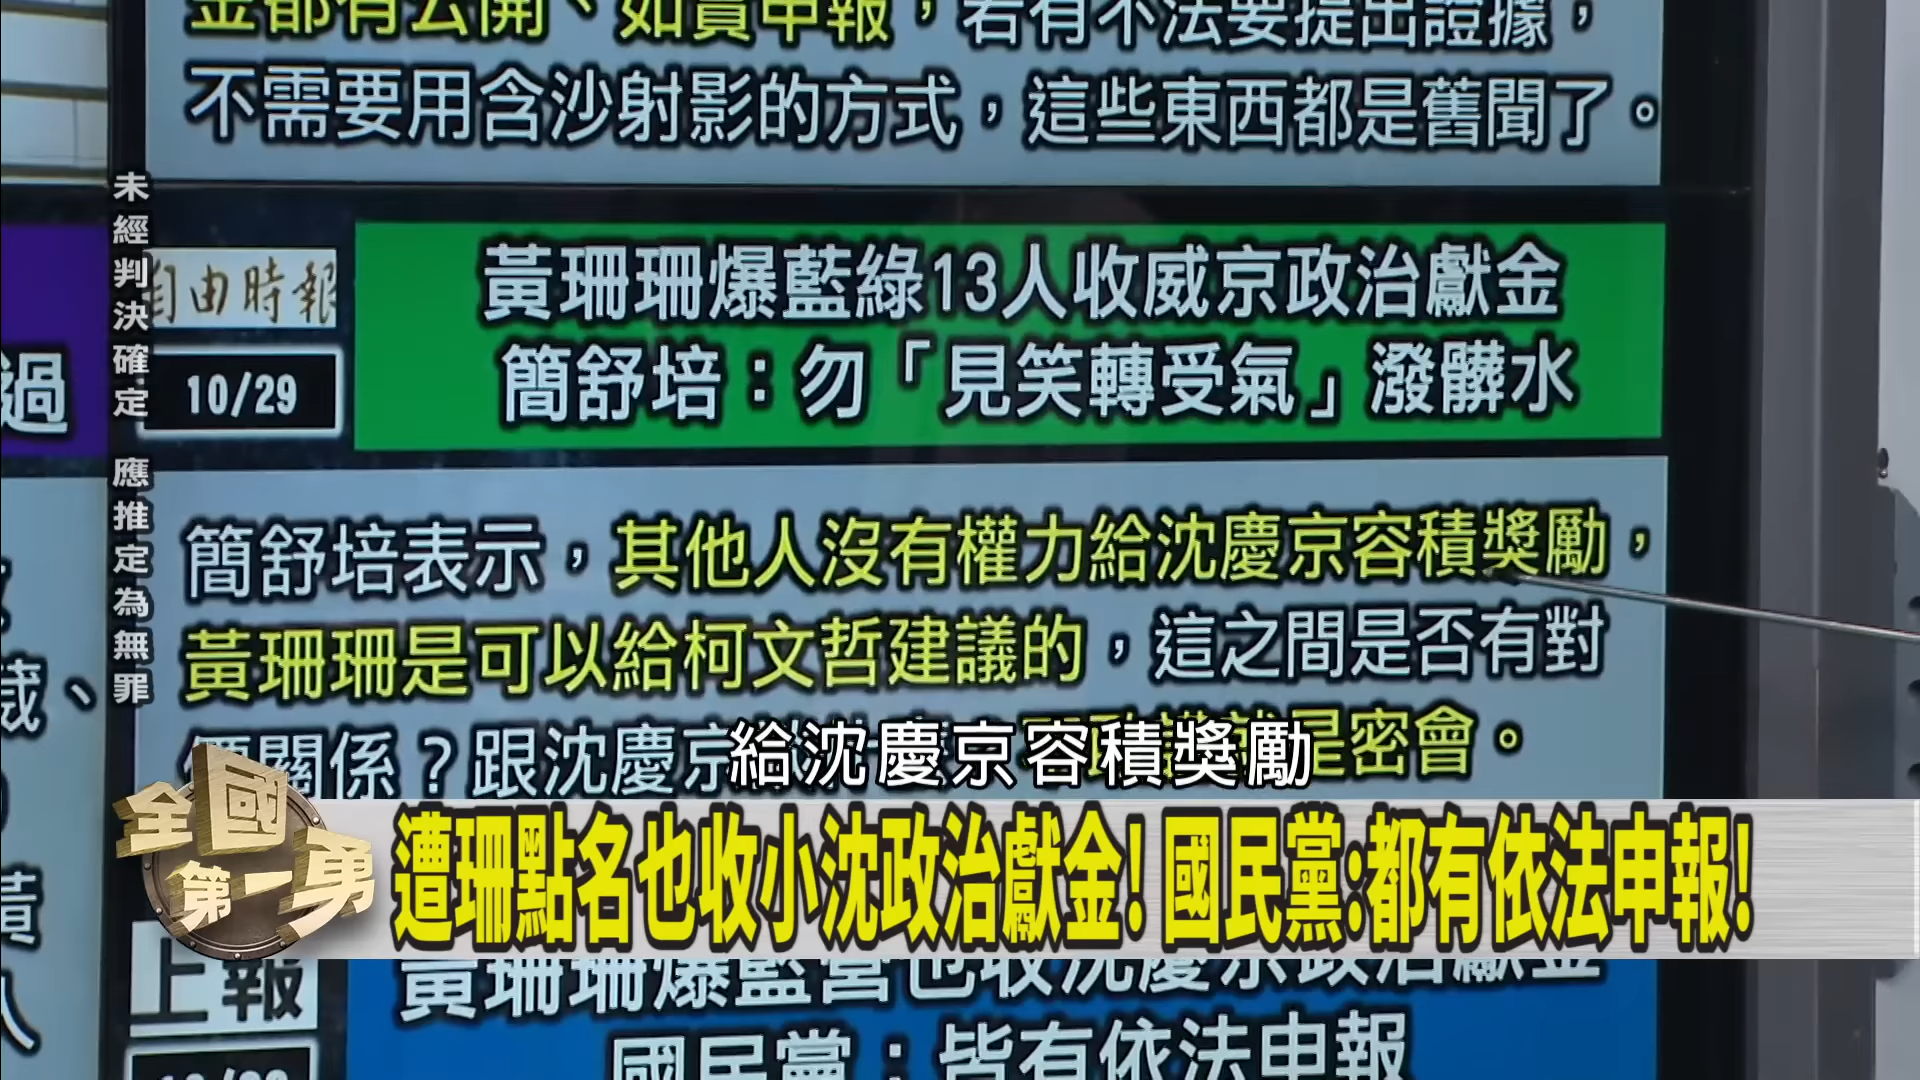 金都有公開、如實申報，若有不法要提出證據，
不需要用含沙射影的方式，這些東西都是舊聞了。
未經判決確定 應推定為無罪
過
自由時報
10/29
黃珊珊爆藍綠13人收威京政治獻金
簡舒培：勿「見笑轉受氣」潑髒水
簡舒培表示，其他人沒有權力給沈慶京容積獎勵，
黃珊珊是可以給柯文哲建議的，這之間是否有對
價關係？跟沈慶京
是密會。
給沈慶京容積獎勵
全國第一勇
遭珊點名也收小沈政治獻金！國民黨：都有依法申報！
上報
黃珊珊爆藍營也收沈慶京政治獻金
國民黨：皆有依法申報